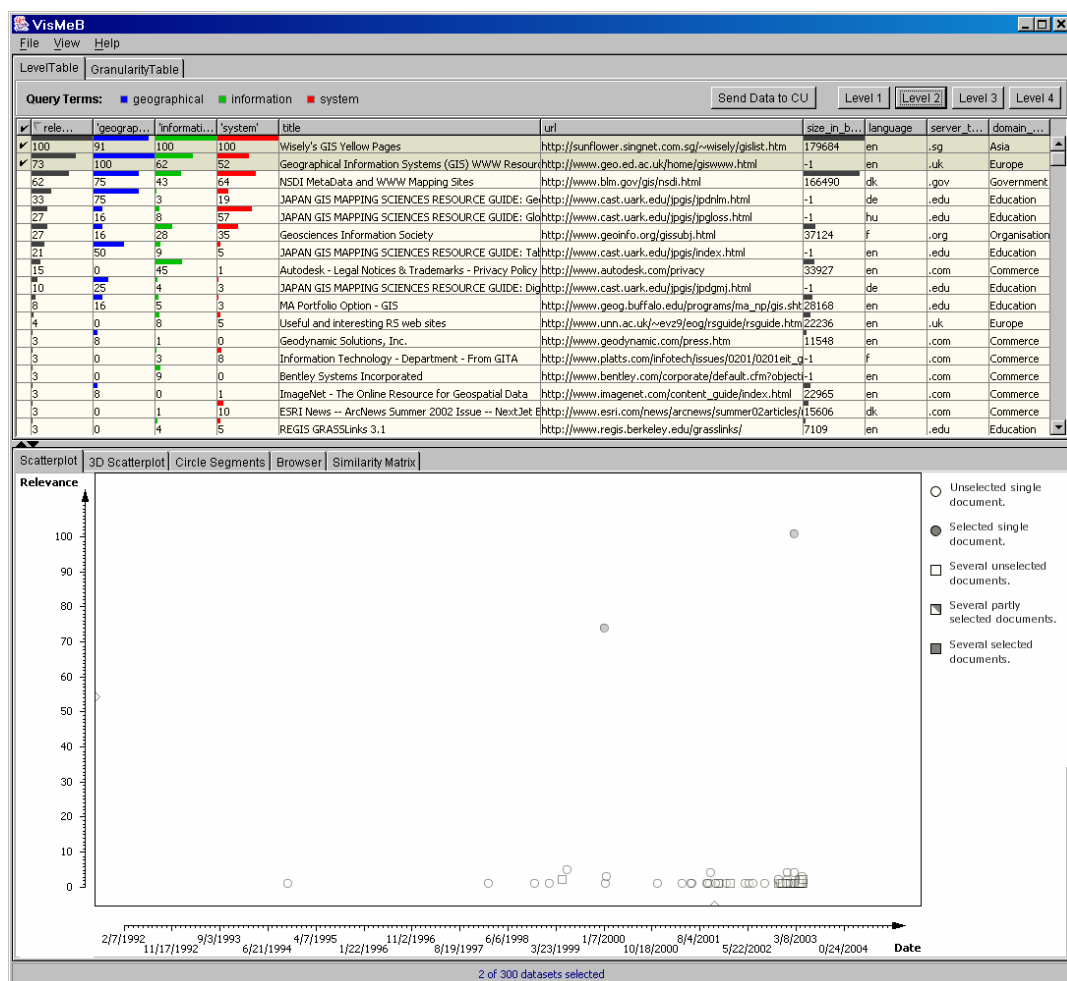 VisMeB
File View Help
LevelTable GranularityTable
Query Terms: geographical information system Send Data to CU Level 1 Level 2 Level 3 Level 4
rele... 'geograp... 'informati... 'system' title url size_in_b... language server_t... domain_...
100 91 100 100 Wisely's GIS Yellow Pages http://sunflower.singnet.com.sg/~wisely/gislist.htm 179684 en .sg Asia
73 100 62 52 Geographical Information Systems (GIS) WWW Resour http://www.geo.ed.ac.uk/home/giswww.html -1 en .uk Europe
62 75 43 64 NSDI MetaData and WWW Mapping Sites http://www.blm.gov/gis/nsdi.html 166490 dk .gov Government
33 75 3 19 JAPAN GIS MAPPING SCIENCES RESOURCE GUIDE: Ge http://www.cast.uark.edu/jpgis/jpdnlm.html -1 de .edu Education
27 16 8 57 JAPAN GIS MAPPING SCIENCES RESOURCE GUIDE: Glo http://www.cast.uark.edu/jpgis/jpgloss.html -1 hu .edu Education
27 16 28 35 Geosciences Information Society http://www.geoinfo.org/gissubj.html 37124 f .org Organisation
21 50 9 5 JAPAN GIS MAPPING SCIENCES RESOURCE GUIDE: Tal http://www.cast.uark.edu/jpgis/index.html -1 en .edu Education
15 0 45 1 Autodesk - Legal Notices & Trademarks - Privacy Policy http://www.autodesk.com/privacy 33927 en .com Commerce
10 25 4 3 JAPAN GIS MAPPING SCIENCES RESOURCE GUIDE: Dig http://www.cast.uark.edu/jpgis/jpdgmj.html -1 de .edu Education
8 16 5 3 MA Portfolio Option - GIS http://www.geog.buffalo.edu/programs/ma_np/gis.sht 28168 en .edu Education
4 0 8 5 Useful and interesting RS web sites http://www.unn.ac.uk/~evz9/eog/rsguide/rsguide.htm 22236 en .uk Europe
3 8 1 0 Geodynamic Solutions, Inc. http://www.geodynamic.com/press.htm 11548 en .com Commerce
3 0 3 8 Information Technology - Department - From GITA http://www.platts.com/infotech/issues/0201/0201eit_g -1 f .com Commerce
3 0 9 0 Bentley Systems Incorporated http://www.bentley.com/corporate/default.cfm?objecti -1 en .com Commerce
3 8 0 1 ImageNet - The Online Resource for Geospatial Data http://www.imagenet.com/content_guide/index.html 22965 en .com Commerce
3 0 1 10 ESRI News -- ArcNews Summer 2002 Issue -- NextJet E http://www.esri.com/news/arcnews/summer02articles/ 15606 dk .com Commerce
3 0 4 5 REGIS GRASSLinks 3.1 http://www.regis.berkeley.edu/grasslinks/ 7109 en .edu Education
Scatterplot 3D Scatterplot Circle Segments Browser Similarity Matrix
Relevance
100
90
80
70
60
50
40
30
20
10
0
Unselected single
document.
Selected single
document.
Several unselected
documents.
Several partly
selected documents.
Several selected
documents.
2/7/1992 9/3/1993 4/7/1995 11/2/1996 6/6/1998 1/7/2000 8/4/2001 3/8/2003
11/17/1992 6/21/1994 1/22/1996 8/19/1997 3/23/1999 10/18/2000 5/22/2002 0/24/2004 Date
2 of 300 datasets selected